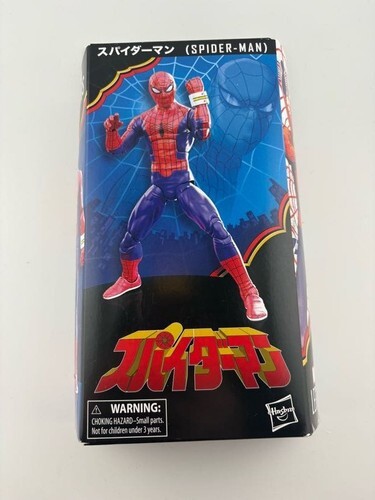 スパイダーマン (SPIDER-MAN)
スパイダーマン
WARNING:
CHOKING HAZARD–Small parts.
Not for children under 3 years.
Hasbro